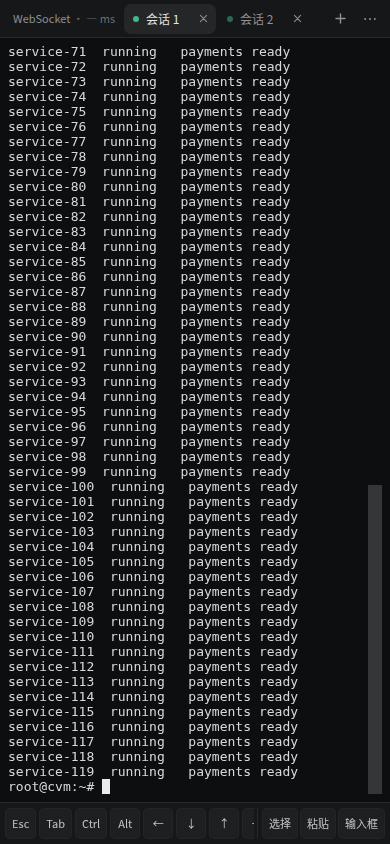 WebSocket · — ms 会话 1 × 会话 2 × + ···
service-71  running   payments ready
service-72  running   payments ready
service-73  running   payments ready
service-74  running   payments ready
service-75  running   payments ready
service-76  running   payments ready
service-77  running   payments ready
service-78  running   payments ready
service-79  running   payments ready
service-80  running   payments ready
service-81  running   payments ready
service-82  running   payments ready
service-83  running   payments ready
service-84  running   payments ready
service-85  running   payments ready
service-86  running   payments ready
service-87  running   payments ready
service-88  running   payments ready
service-89  running   payments ready
service-90  running   payments ready
service-91  running   payments ready
service-92  running   payments ready
service-93  running   payments ready
service-94  running   payments ready
service-95  running   payments ready
service-96  running   payments ready
service-97  running   payments ready
service-98  running   payments ready
service-99  running   payments ready
service-100  running   payments ready
service-101  running   payments ready
service-102  running   payments ready
service-103  running   payments ready
service-104  running   payments ready
service-105  running   payments ready
service-106  running   payments ready
service-107  running   payments ready
service-108  running   payments ready
service-109  running   payments ready
service-110  running   payments ready
service-111  running   payments ready
service-112  running   payments ready
service-113  running   payments ready
service-114  running   payments ready
service-115  running   payments ready
service-116  running   payments ready
service-117  running   payments ready
service-118  running   payments ready
service-119  running   payments ready
root@cvm:~#
Esc Tab Ctrl Alt ← ↓ ↑ 选择 粘贴 输入框